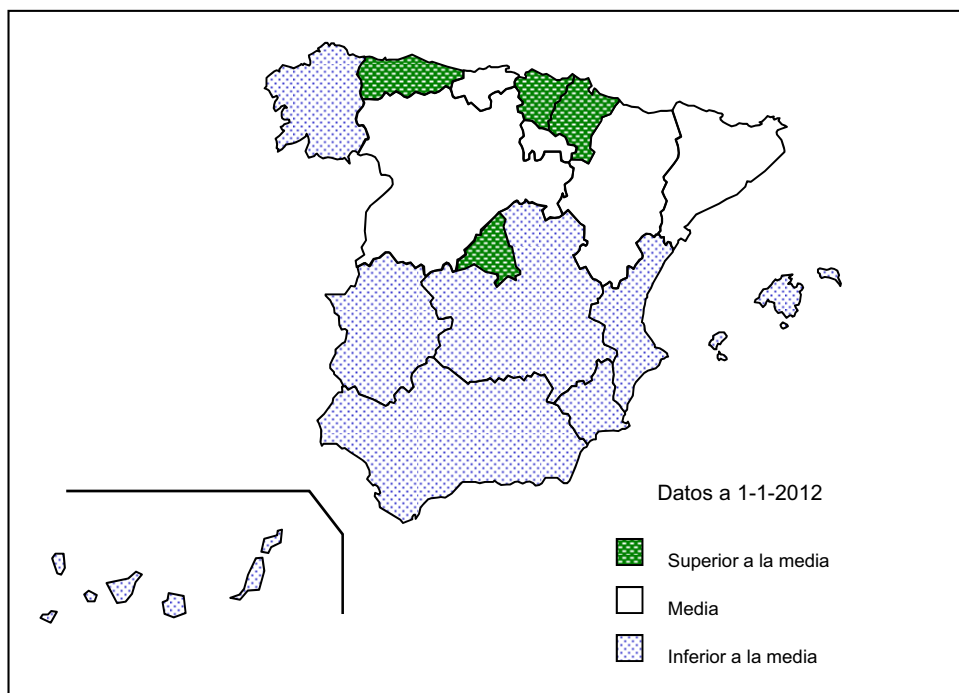 Datos a 1-1-2012
Superior a la media
Media
Inferior a la media